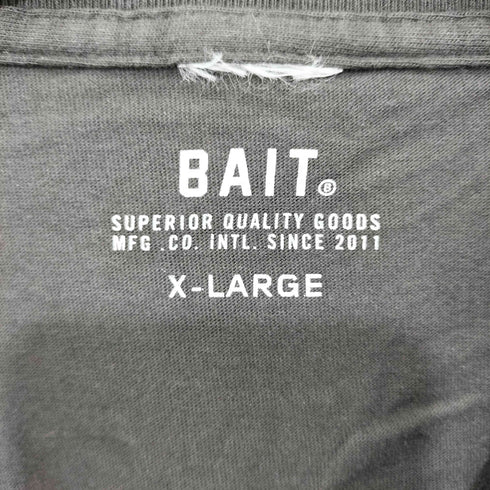 BAIT®
SUPERIOR QUALITY GOODS
MFG .CO. INTL. SINCE 2011
X-LARGE